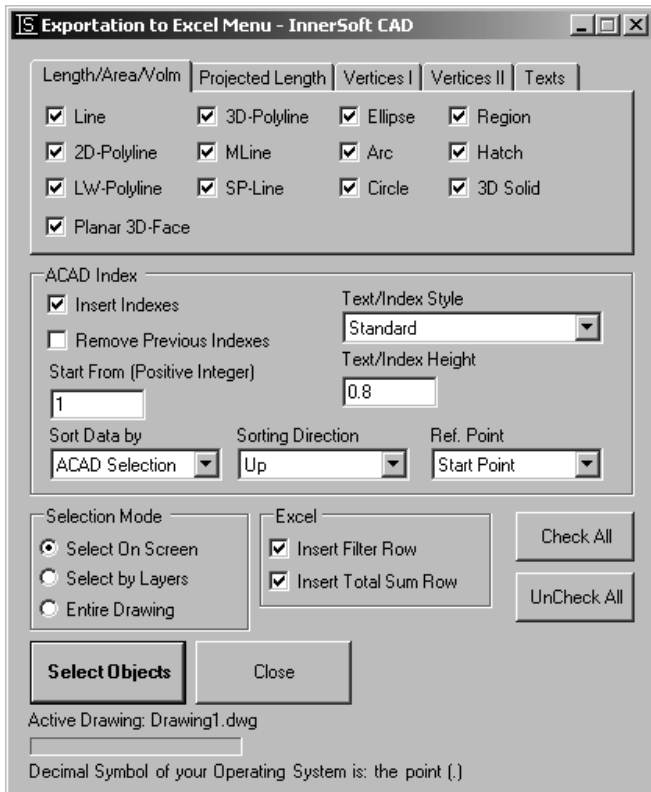 Exportation to Excel Menu - InnerSoft CAD
Length/Area/Volm Projected Length Vertices I Vertices II Texts
Line 3D-Polyline Ellipse Region
2D-Polyline MLine Arc Hatch
LW-Polyline SP-Line Circle 3D Solid
Planar 3D-Face
ACAD Index
Insert Indexes
Remove Previous Indexes
Start From (Positive Integer)
1
Text/Index Style
Standard
Text/Index Height
0.8
Sort Data by Sorting Direction Ref. Point
ACAD Selection Up Start Point
Selection Mode
Select On Screen
Select by Layers
Entire Drawing
Excel
Insert Filter Row
Insert Total Sum Row
Check All
UnCheck All
Select Objects Close
Active Drawing: Drawing1.dwg
Decimal Symbol of your Operating System is: the point (.)